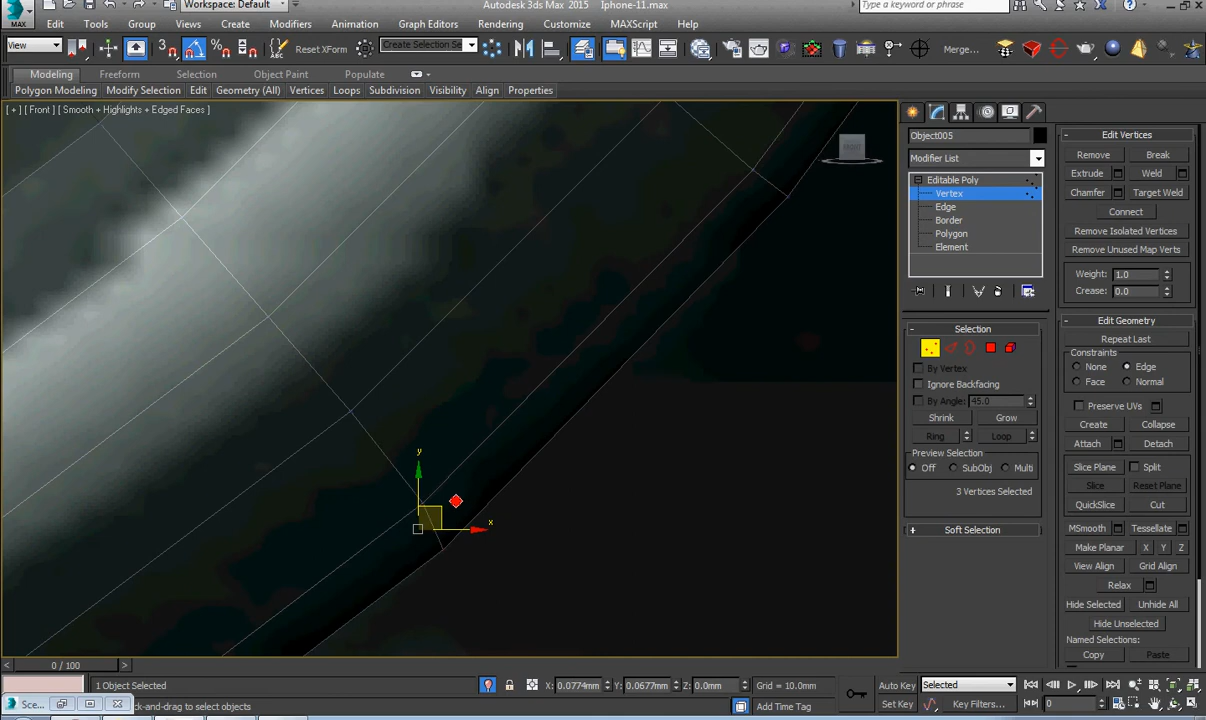 Workspace: Default
Autodesk 3ds Max 2015
Iphone-11.max
Type a keyword or phrase
MAX
Edit
Tools
Group
Views
Create
Modifiers
Animation
Graph Editors
Rendering
Customize
MAXScript
Help
View
3
Reset XForm
Create Selection Se
Merge...
Modeling
Freeform
Selection
Object Paint
Populate
Polygon Modeling
Modify Selection
Edit
Geometry (All)
Vertices
Loops
Subdivision
Visibility
Align
Properties
[ + ] [ Front ] [ Smooth + Highlights + Edged Faces ]
FRONT
y
x
Object005
Modifier List
Editable Poly
Vertex
Edge
Border
Polygon
Element
Selection
By Vertex
Ignore Backfacing
By Angle: 45.0
Shrink
Grow
Ring
Loop
Preview Selection
Off
SubObj
Multi
3 Vertices Selected
Soft Selection
Edit Vertices
Remove
Break
Extrude
Weld
Chamfer
Target Weld
Connect
Remove Isolated Vertices
Remove Unused Map Verts
Weight: 1.0
Crease: 0.0
Edit Geometry
Repeat Last
Constraints
None
Edge
Face
Normal
Preserve UVs
Create
Collapse
Attach
Detach
Slice Plane
Split
Slice
Reset Plane
QuickSlice
Cut
MSmooth
Tessellate
Make Planar
X
Y
Z
View Align
Grid Align
Relax
Hide Selected
Unhide All
Hide Unselected
Named Selections:
Copy
Paste
0 / 100
1 Object Selected
X: 0.0774mm
Y: 0.0677mm
Z: 0.0mm
Grid = 10.0mm
Auto Key
Selected
Sce...
ck-and-drag to select objects
Add Time Tag
Set Key
Key Filters...
0